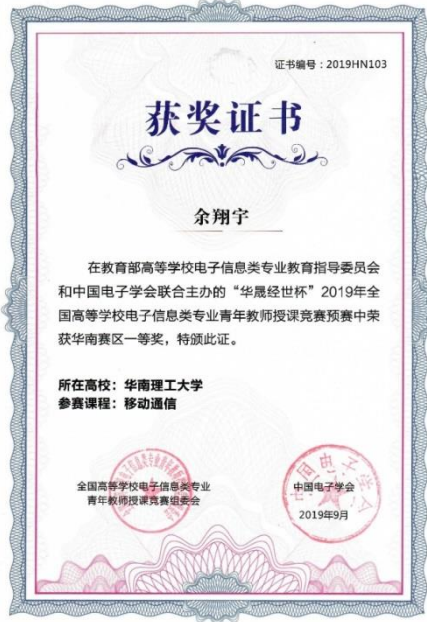 证书编号：2019HN103
获奖证书
余翔宇
在教育部高等学校电子信息类专业教育指导委员会
和中国电子学会联合主办的“华晟经世杯”2019年全
国高等学校电子信息类专业青年教师授课竞赛预赛中荣
获华南赛区一等奖，特颁此证。
所在高校：华南理工大学
参赛课程：移动通信
全国高等学校电子信息类专业
青年教师授课竞赛组委会
中国电子学会
中国电子学会
2019年9月